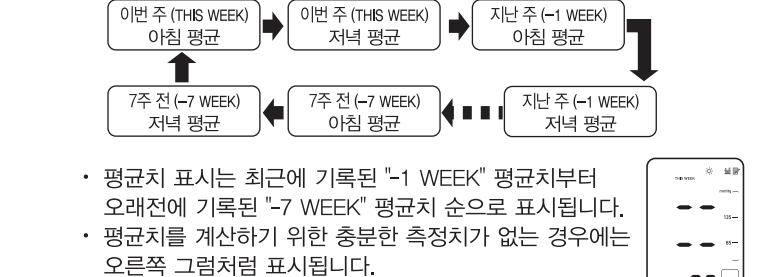 이번 주 (THIS WEEK)
아침 평균
이번 주 (THIS WEEK)
저녁 평균
지난 주 (-1 WEEK)
아침 평균
7주 전 (-7 WEEK)
저녁 평균
7주 전 (-7 WEEK)
아침 평균
지난 주 (-1 WEEK)
저녁 평균
• 평균치 표시는 최근에 기록된 "-1 WEEK" 평균치부터
오래전에 기록된 "-7 WEEK" 평균치 순으로 표시됩니다.
• 평균치를 계산하기 위한 충분한 측정치가 없는 경우에는
오른쪽 그럼처럼 표시됩니다.
THIS WEEK
mmHg
135
85